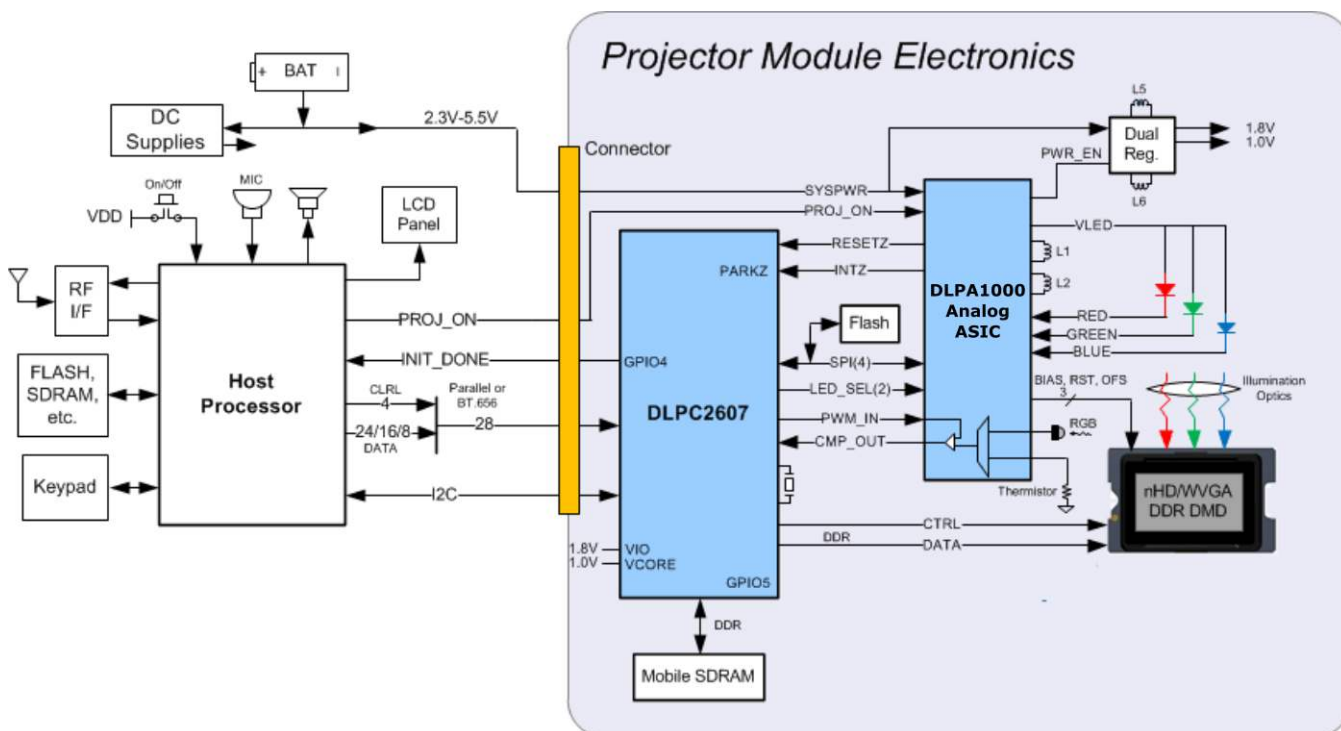 Projector Module Electronics
+ BAT I
DC
Supplies
2.3V-5.5V
Connector
L5
Dual
Reg.
L6
1.8V
1.0V
PWR_EN
On/Off
VDD
MIC
LCD
Panel
SYSPWR
PROJ_ON
RESETZ
PARKZ
INTZ
VLED
L1
L2
DLPA1000
Analog
ASIC
RF
I/F
PROJ_ON
INIT_DONE
GPIO4
Flash
SPI(4)
RED
GREEN
BLUE
FLASH,
SDRAM,
etc.
Host
Processor
CLRL
4
Parallel or
BT.656
28
24/16/8
DATA
DLPC2607
LED_SEL(2)
PWM_IN
CMP_OUT
BIAS, RST, OFS
3
Illumination
Optics
RGB
Thermistor
Keypad
I2C
nHD/WVGA
DDR DMD
CTRL
DDR
DATA
1.8V
VIO
1.0V
VCORE
GPIO5
DDR
Mobile SDRAM